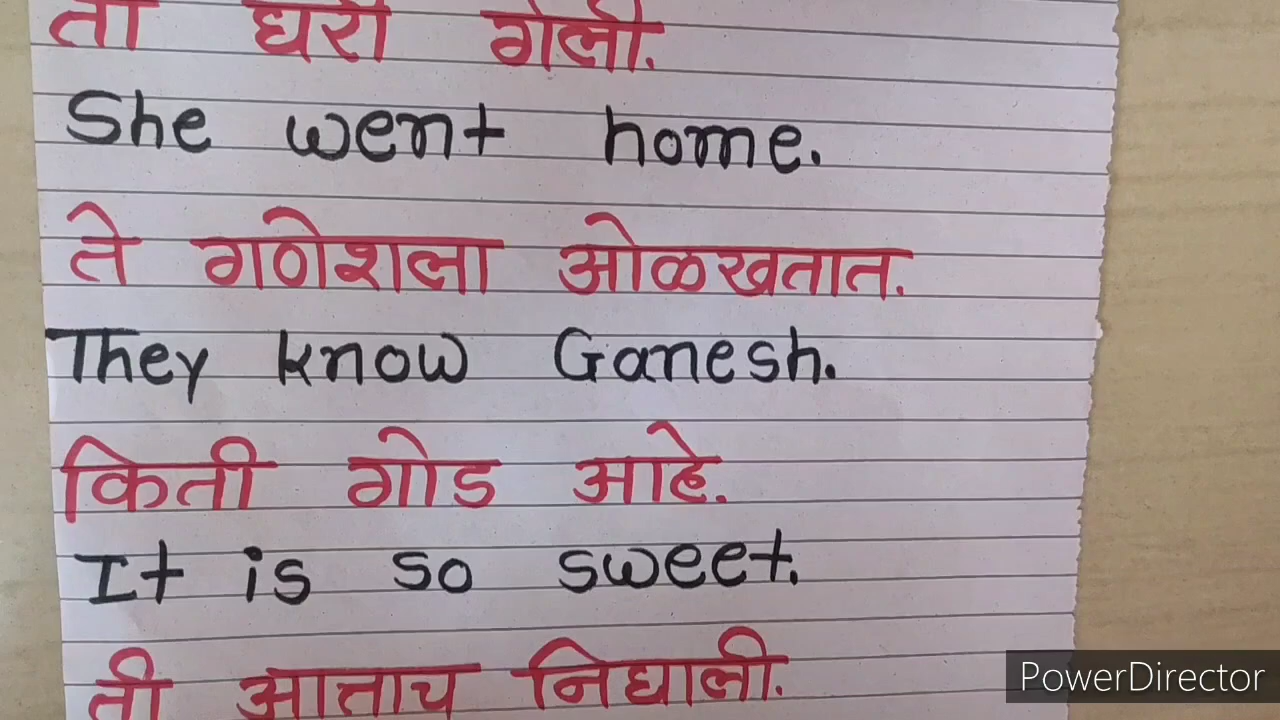 ती घरी गेली.
She went home.
ते गणेशला ओळखतात.
They know Ganesh.
किती गोड आहे.
It is so sweet.
ती आत्ताच निघाली.
PowerDirector